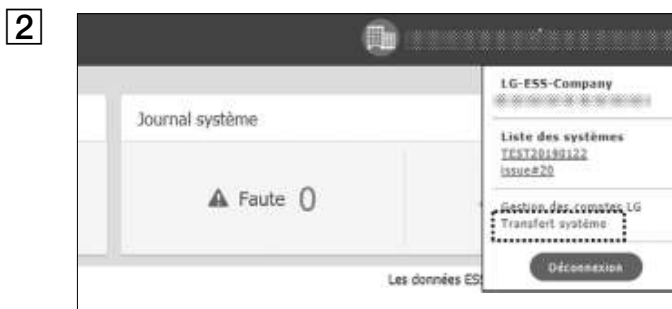 2
LG-ESS-Company
Journal système
Liste des systèmes
TEST20190122
issue#20
Faute 0
Gestion des comptes LG
Transfert système
Déconnexion
Les données ES